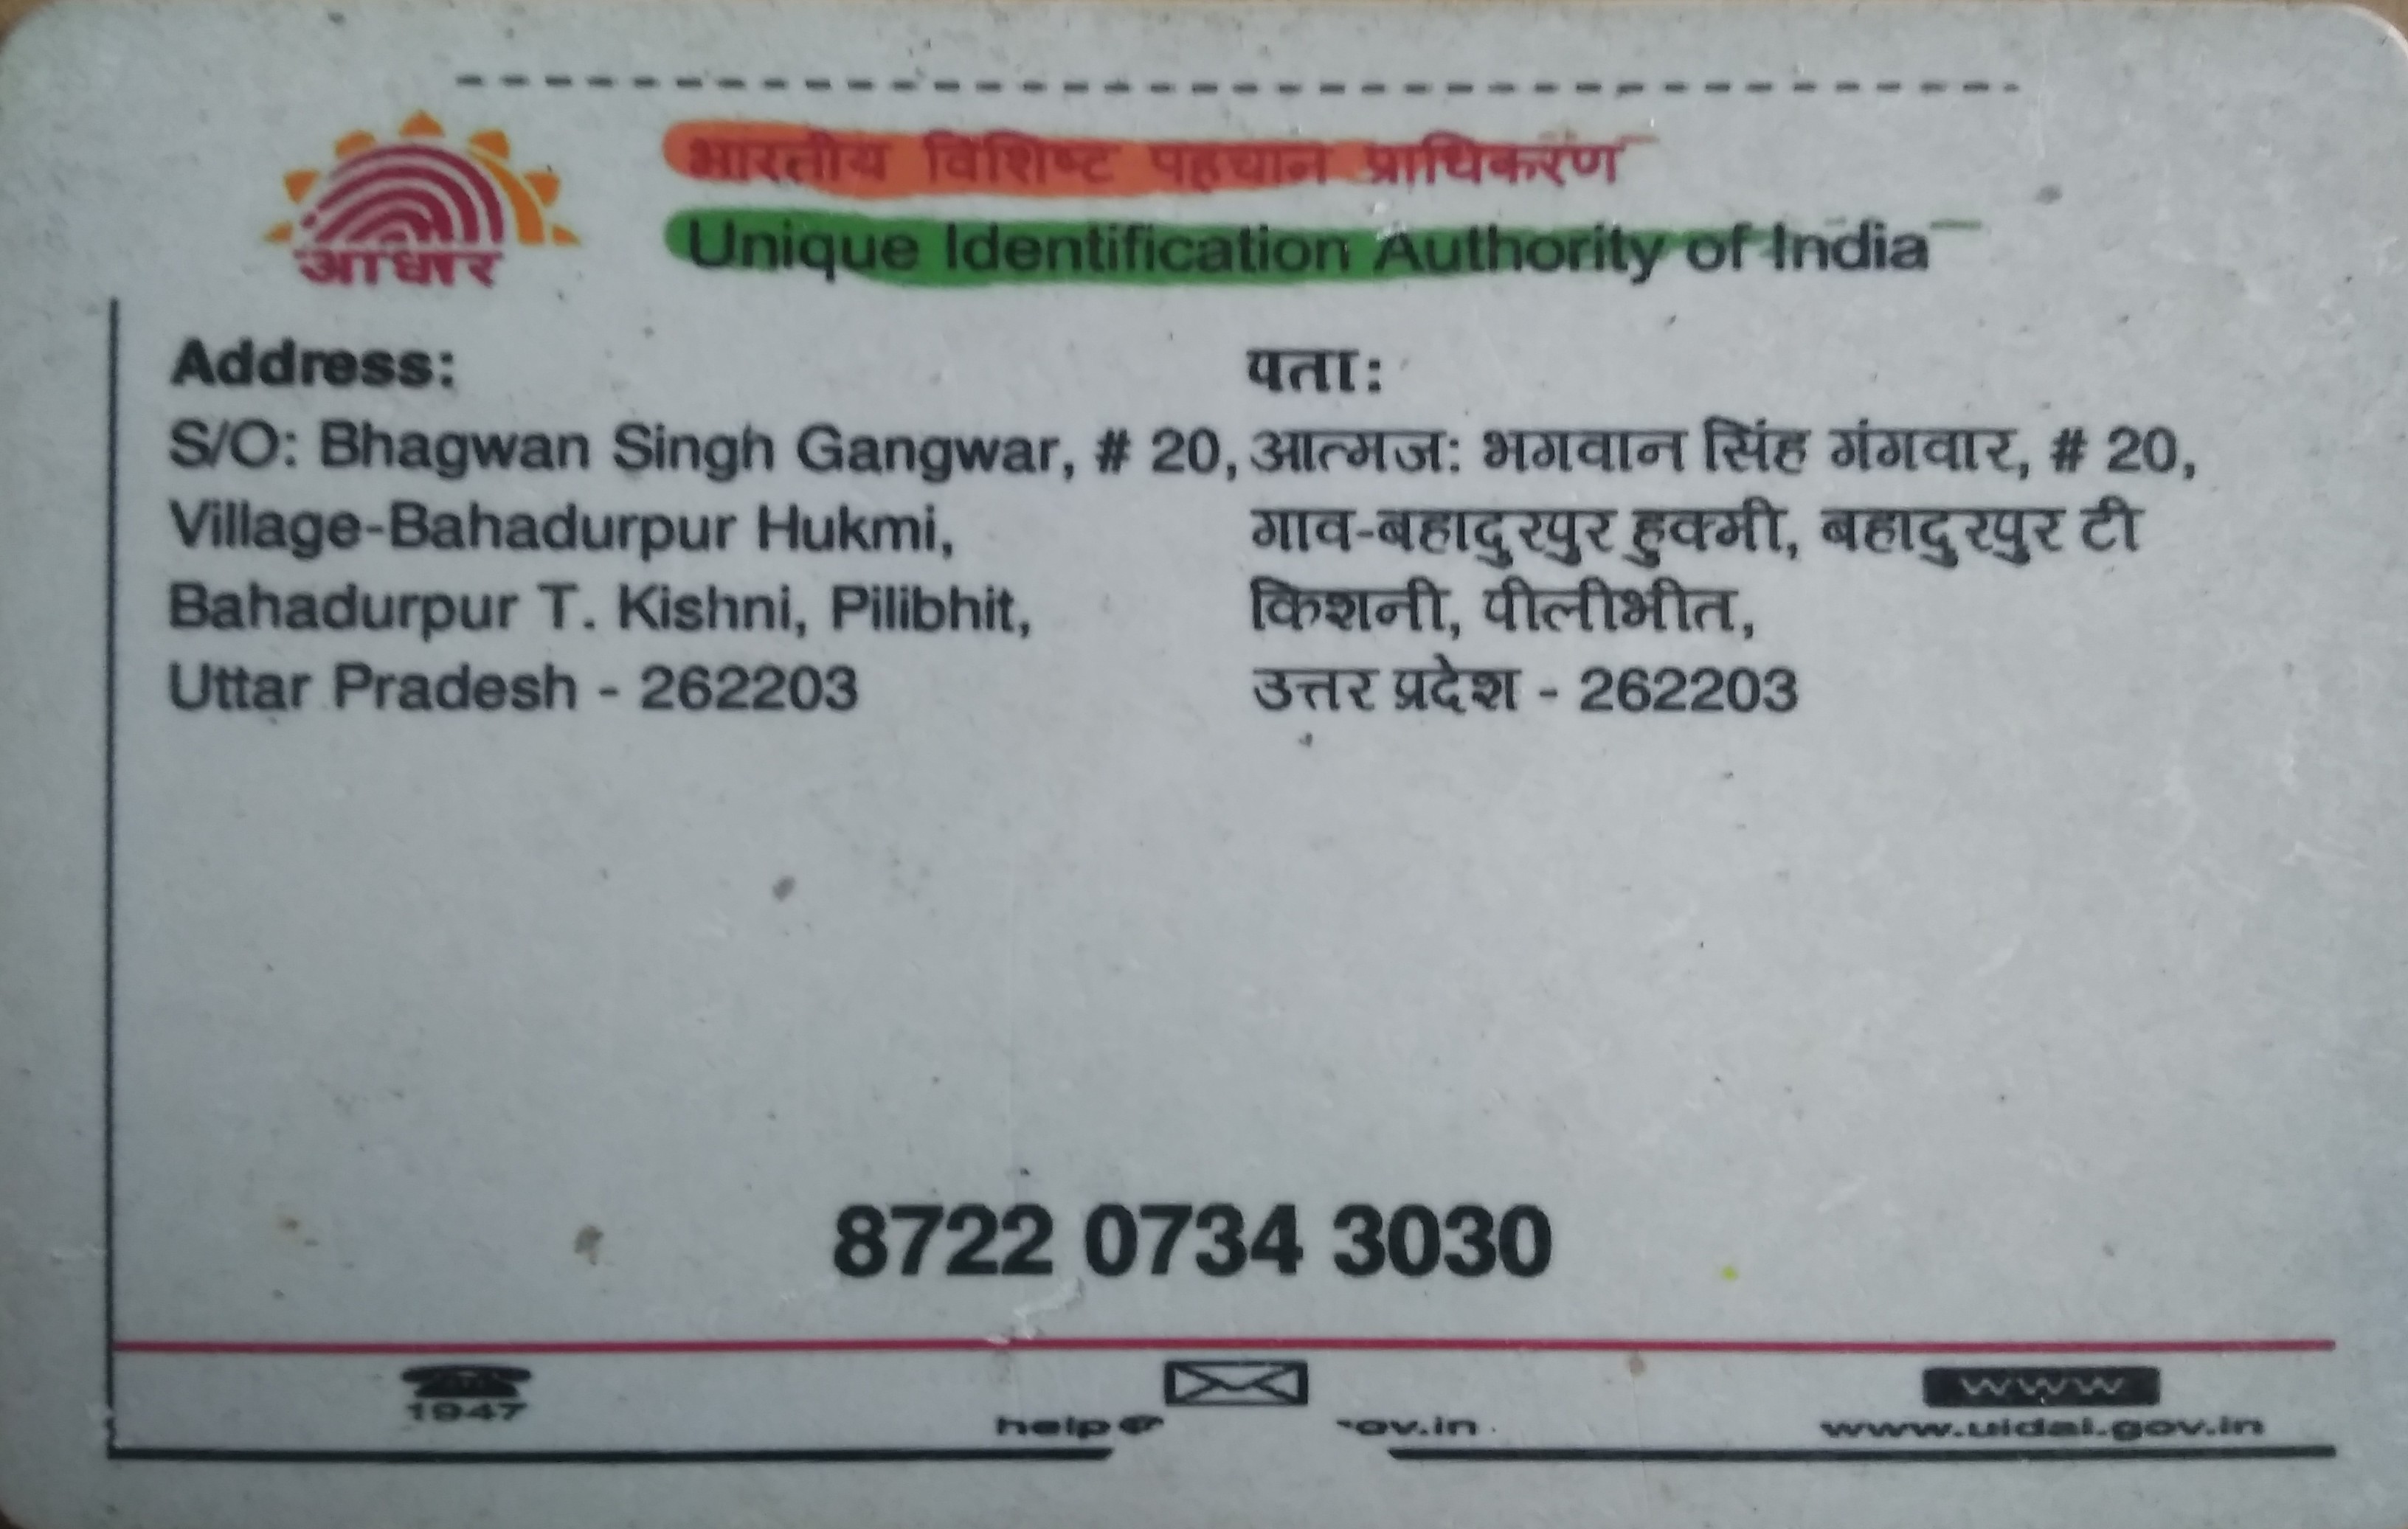 भारतीय विशिष्ट पहचान प्राधिकरण
Unique Identification Authority of India
आधार
Address:
S/O: Bhagwan Singh Gangwar, # 20,
Village-Bahadurpur Hukmi,
Bahadurpur T. Kishni, Pilibhit,
Uttar Pradesh - 262203
पता:
आत्मज: भगवान सिंह गंगवार, # 20,
गाव-बहादुरपुर हुक्मी, बहादुरपुर टी
किशनी, पीलीभीत,
उत्तर प्रदेश - 262203
8722 0734 3030
1947
help@ ov.in
www
www.uidai.gov.in